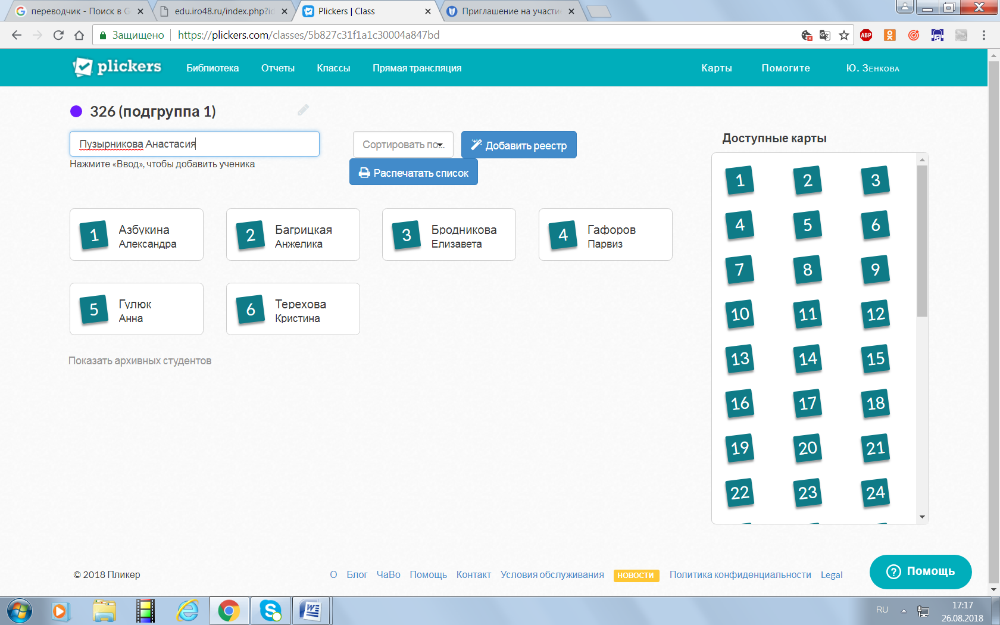 переводчик - Поиск в G
edu.iro48.ru/index.php?ic
Plickers | Class
Приглашение на участи
Защищено
https://plickers.com/classes/5b827c31f1a1c30004a847bd
ABP
plickers
Библиотека
Отчеты
Классы
Прямая трансляция
Карты
Помогите
Ю. Зенкова
326 (подгруппа 1)
Пузырникова Анастасия
Нажмите «Ввод», чтобы добавить ученика
Сортировать по...
Добавить реестр
Распечатать список
1
Азбукина
Александра
2
Багрицкая
Анжелика
3
Бродникова
Елизавета
4
Гафоров
Парвиз
5
Гулюк
Анна
6
Терехова
Кристина
Показать архивных студентов
Доступные карты
1 2 3
4 5 6
7 8 9
10 11 12
13 14 15
16 17 18
19 20 21
22 23 24
© 2018 Пликер
О Блог ЧаВо Помощь Контакт Условия обслуживания НОВОСТИ Политика конфиденциальности Legal
Помощь
RU
17:17
26.08.2018